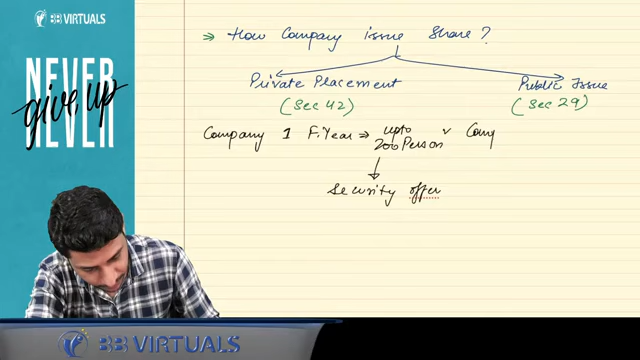 BB VIRTUALS
NEVER
give up
NEVER
⇒ How Company issue Share?
Private Placement
(Sec 42)
Public Issue
(Sec 29)
Company 1 F.Year ⇒ upto 200 Person Comy
Security offer
BB VIRTUALS